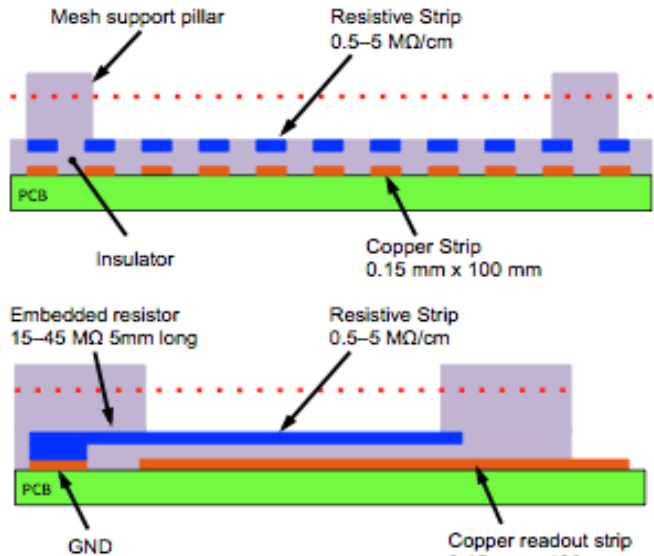 Mesh support pillar
Resistive Strip
0.5–5 MΩ/cm
PCB
Insulator
Copper Strip
0.15 mm x 100 mm
Embedded resistor
15–45 MΩ 5mm long
Resistive Strip
0.5–5 MΩ/cm
PCB
GND
Copper readout strip